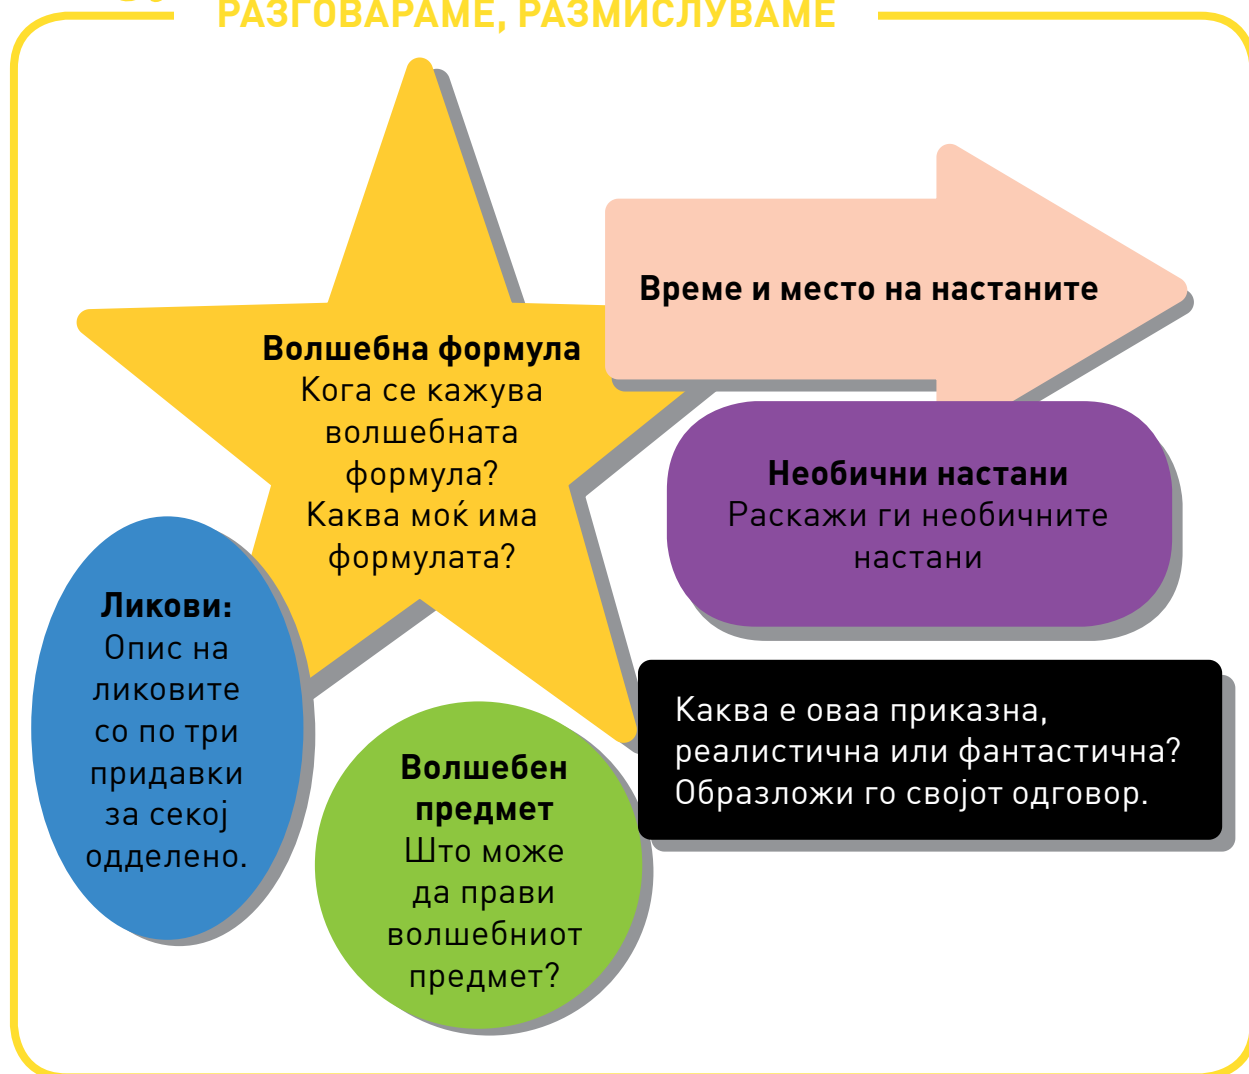 РАЗГОВАРАМЕ, РАЗМИСЛУВАМЕ
Време и место на настаните
Волшебна формула
Кога се кажува
волшебната
формула?
Каква моќ има
формулата?
Необични настани
Раскажи ги необичните
настани
Ликови:
Опис на
ликовите
со по три
придавки
за секој
одделено.
Каква е оваа приказна,
реалистична или фантастична?
Образложи го својот одговор.
Волшебен
предмет
Што може
да прави
волшебниот
предмет?